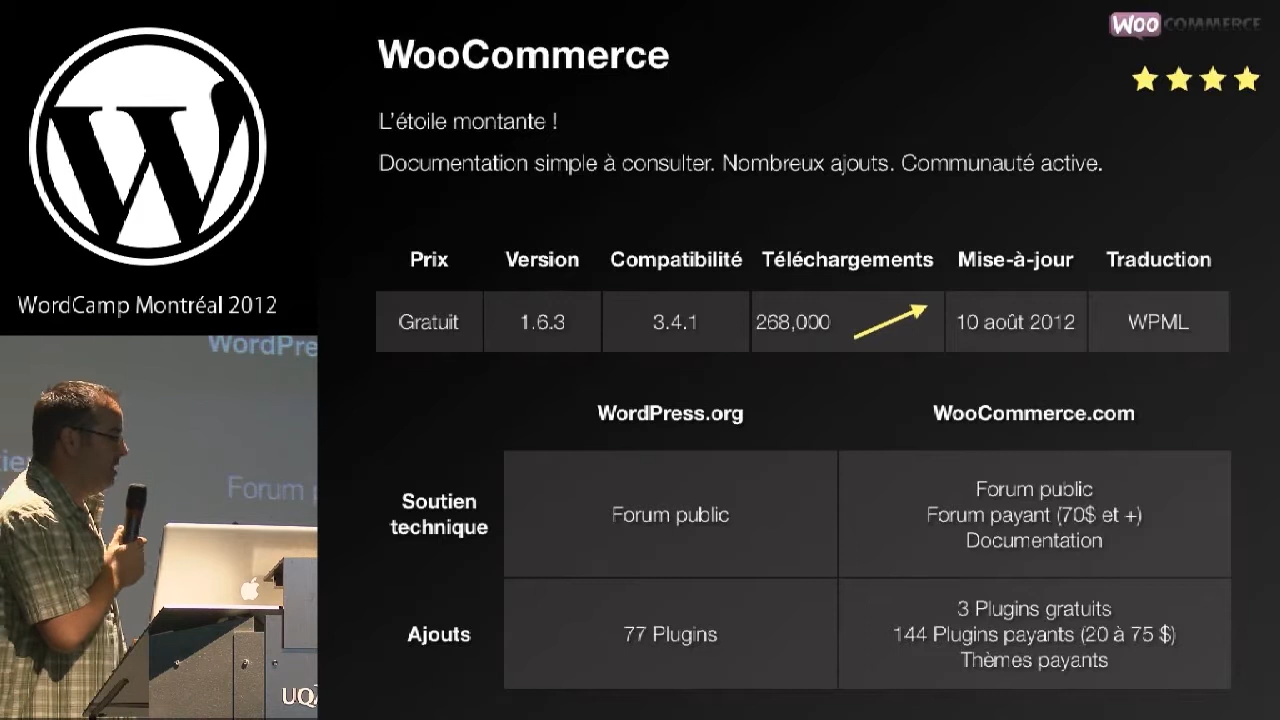 WOOCOMMERCE
WooCommerce
L'étoile montante !
Documentation simple à consulter. Nombreux ajouts. Communauté active.
WordCamp Montréal 2012
Prix Version Compatibilité Téléchargements Mise-à-jour Traduction
Gratuit 1.6.3 3.4.1 268,000 10 août 2012 WPML
WordPress.org WooCommerce.com
Soutien technique
Forum public
Forum public
Forum payant (70$ et +)
Documentation
Ajouts
77 Plugins
3 Plugins gratuits
144 Plugins payants (20 à 75 $)
Thèmes payants
WordPre
Forum
UQ